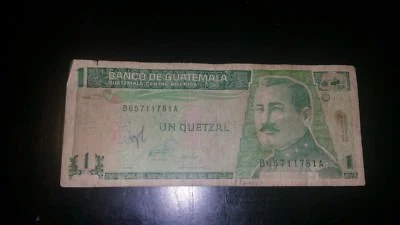 1 BANCO DE GUATEMALA
GUATEMALA, CENTRO AMERICA
B65711781A
UN QUETZAL
B65711781A
1 1